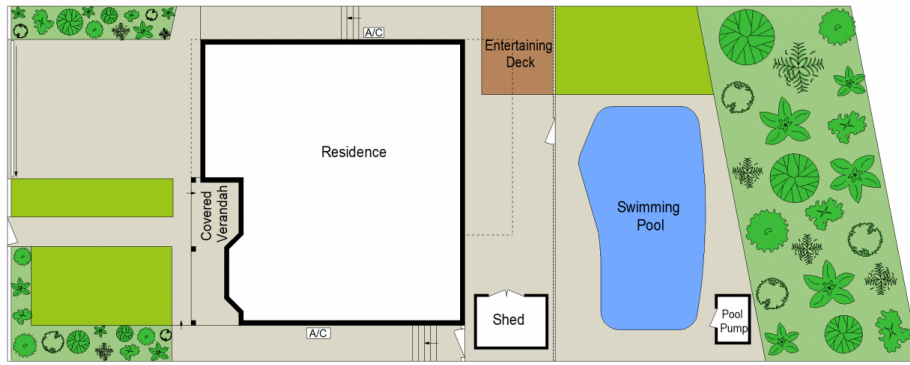 A/C
Entertaining
Deck
Residence
Covered
Verandah
Swimming
Pool
Shed
Pool
Pump
A/C